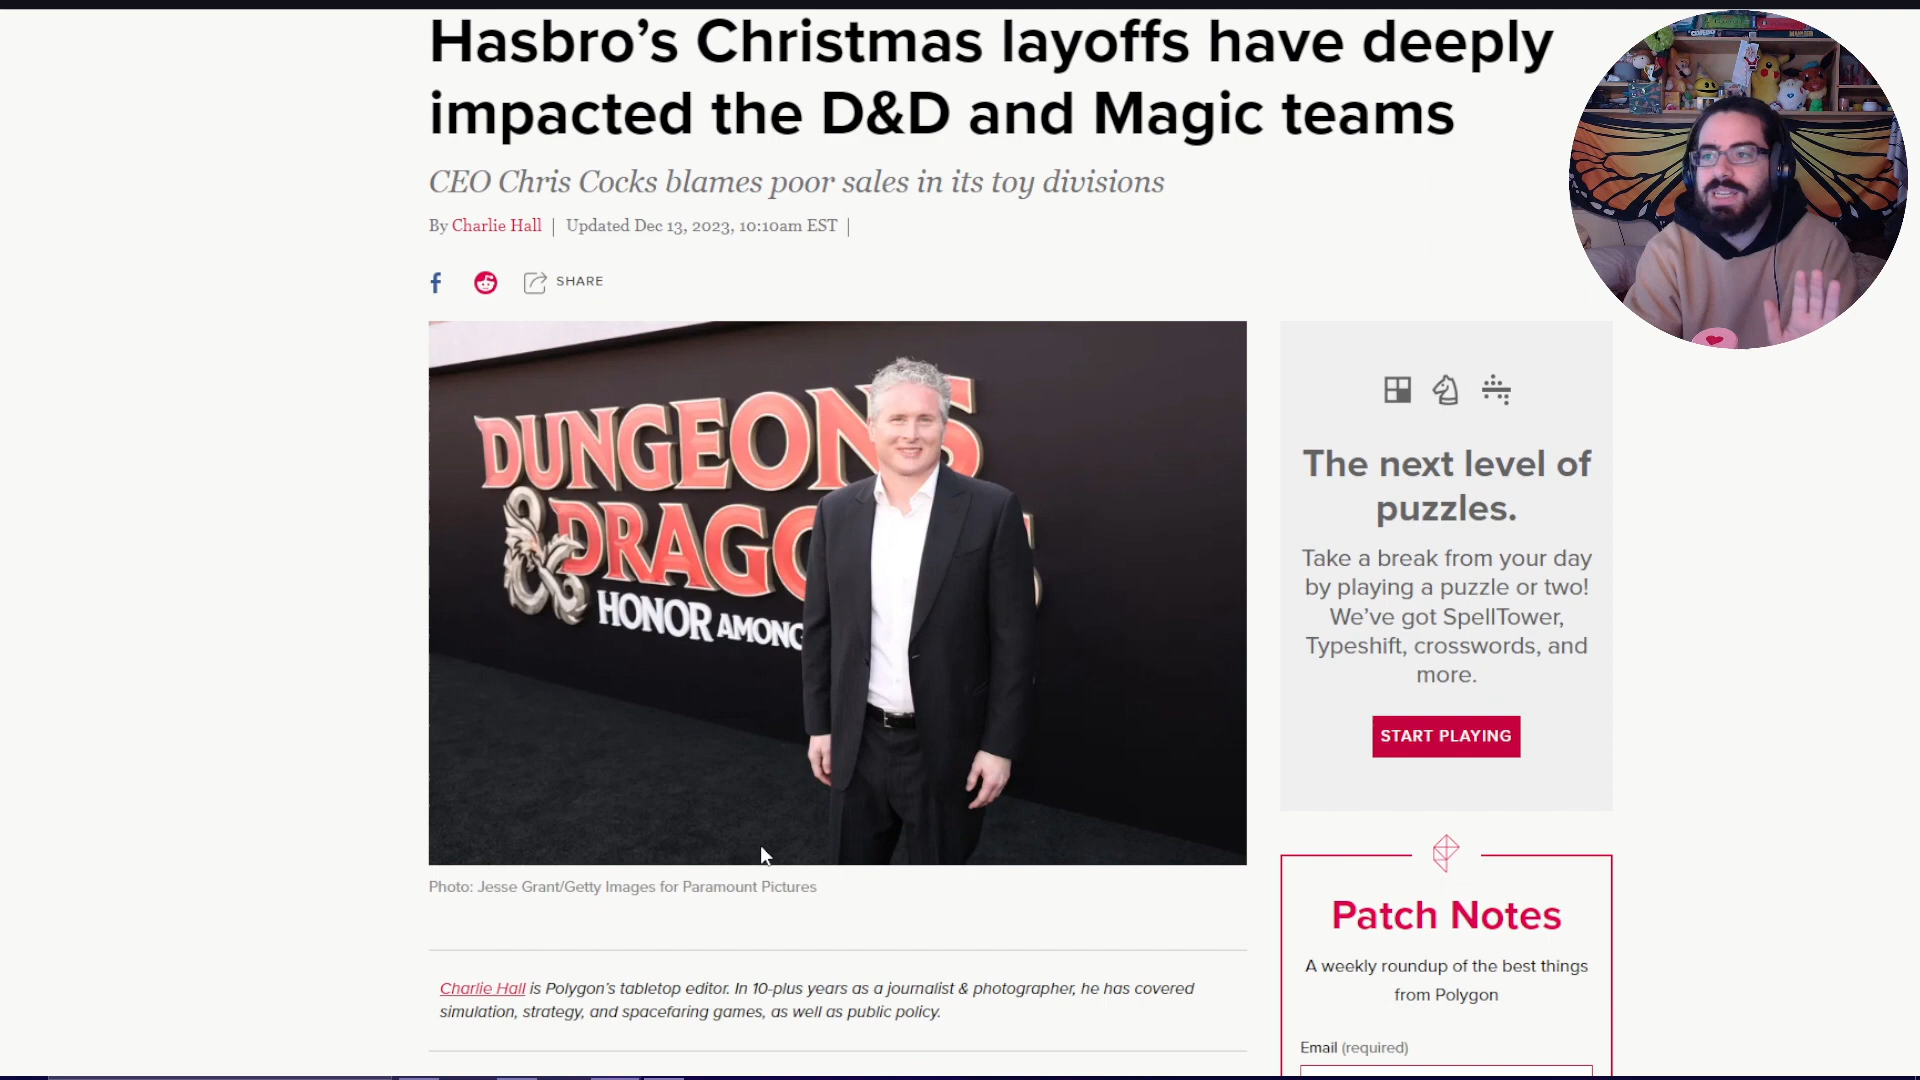 Hasbro’s Christmas layoffs have deeply
impacted the D&D and Magic teams
CEO Chris Cocks blames poor sales in its toy divisions
By Charlie Hall | Updated Dec 13, 2023, 10:10am EST |
SHARE
DUNGEONS
& DRAGO
HONOR AMONG
Photo: Jesse Grant/Getty Images for Paramount Pictures
Charlie Hall is Polygon’s tabletop editor. In 10-plus years as a journalist & photographer, he has covered
simulation, strategy, and spacefaring games, as well as public policy.
The next level of
puzzles.
Take a break from your day
by playing a puzzle or two!
We’ve got SpellTower,
Typeshift, crosswords, and
more.
START PLAYING
Patch Notes
A weekly roundup of the best things
from Polygon
Email (required)